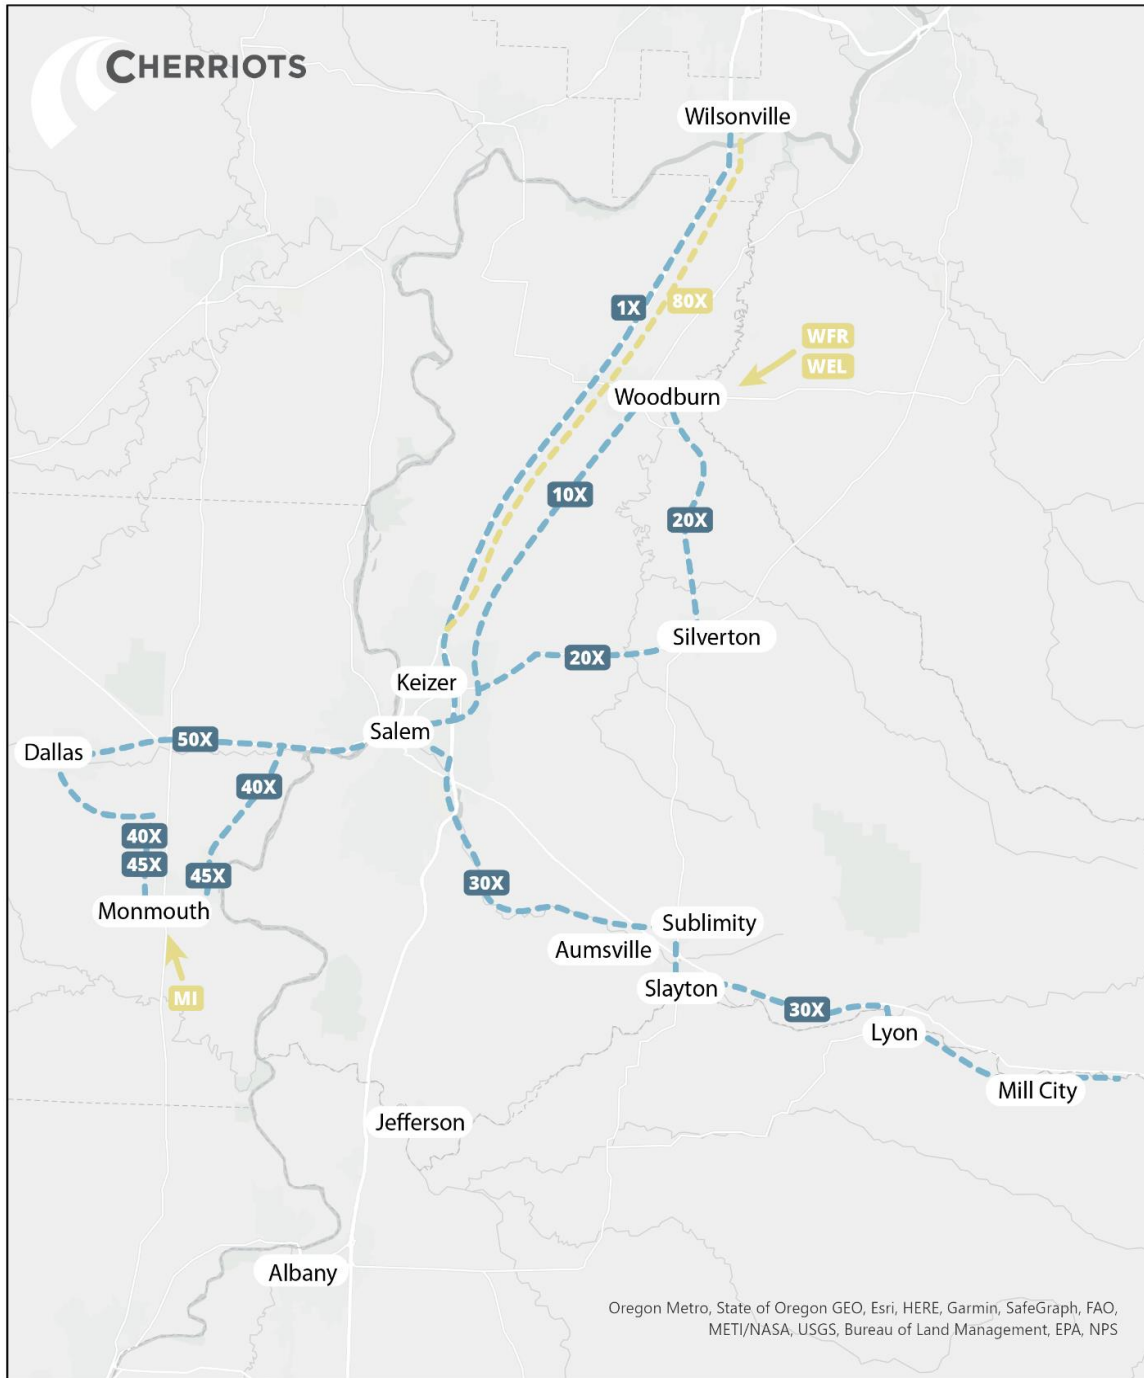 CHERRIOTS
Wilsonville
1X
80X
WFR
WEL
Woodburn
10X
20X
Silverton
20X
Keizer
Salem
50X
Dallas
40X
40X
45X
45X
Monmouth
30X
Sublimity
Aumsville
Slayton
MI
30X
Lyon
Mill City
Jefferson
Albany
Oregon Metro, State of Oregon GEO, Esri, HERE, Garmin, SafeGraph, FAO,
METI/NASA, USGS, Bureau of Land Management, EPA, NPS